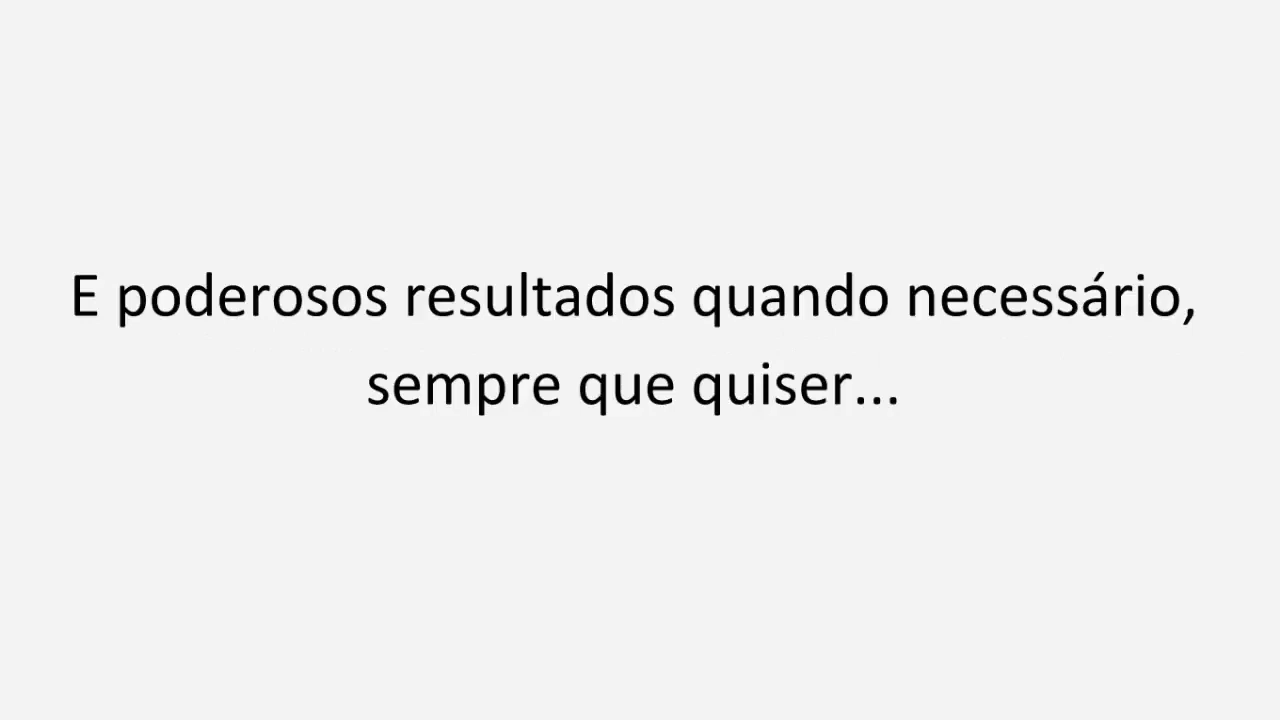 E poderosos resultados quando necessário,
sempre que quiser...